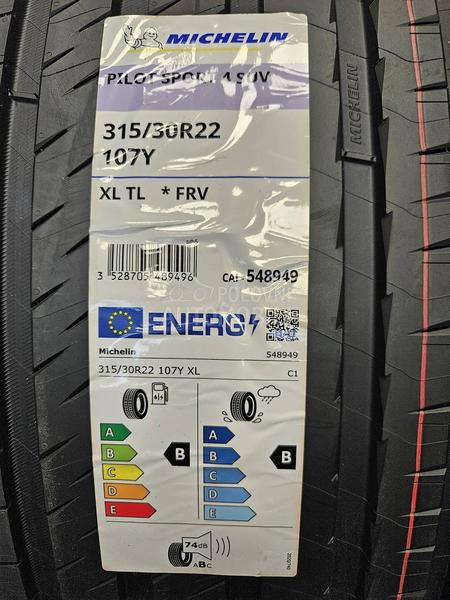 MICHELIN
PILOT SPORT 4 SUV
MICHELIN
315/30R22
107Y
XL TL * FRV
3 528705 489496
CAI - 548949
ENERG
Michelin
548949
315/30R22 107Y XL
C1
A
B
C
D
E
B
A
B
C
D
E
B
74dB
ABC